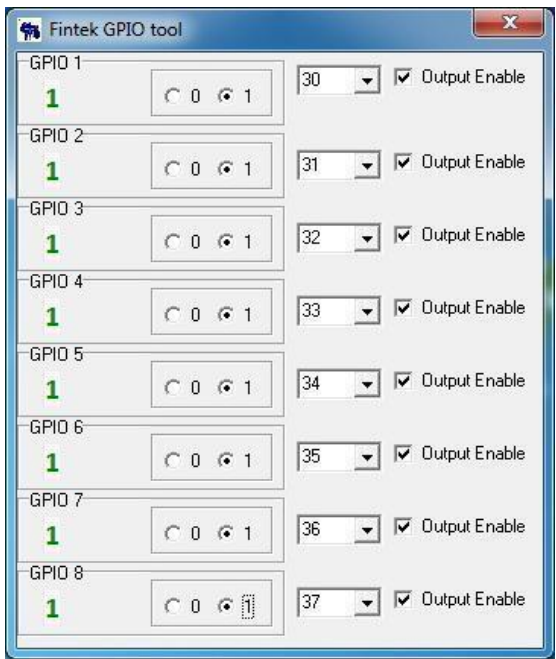 Fintek GPIO tool
GPIO 1
1 0 1 30 Output Enable
GPIO 2
1 0 1 31 Output Enable
GPIO 3
1 0 1 32 Output Enable
GPIO 4
1 0 1 33 Output Enable
GPIO 5
1 0 1 34 Output Enable
GPIO 6
1 0 1 35 Output Enable
GPIO 7
1 0 1 36 Output Enable
GPIO 8
1 0 1 37 Output Enable